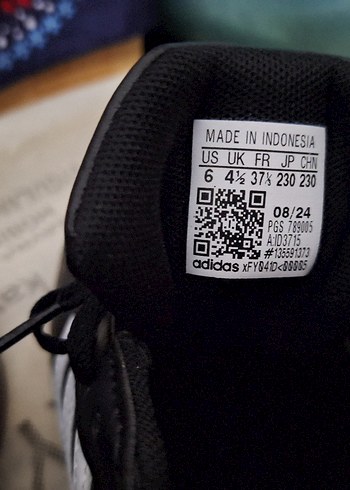 MADE IN INDONESIA
US UK FR JP CHN
6 4½ 37⅓ 230 230
08/24
PGS 789005
A:ID3715
#135591373
adidas